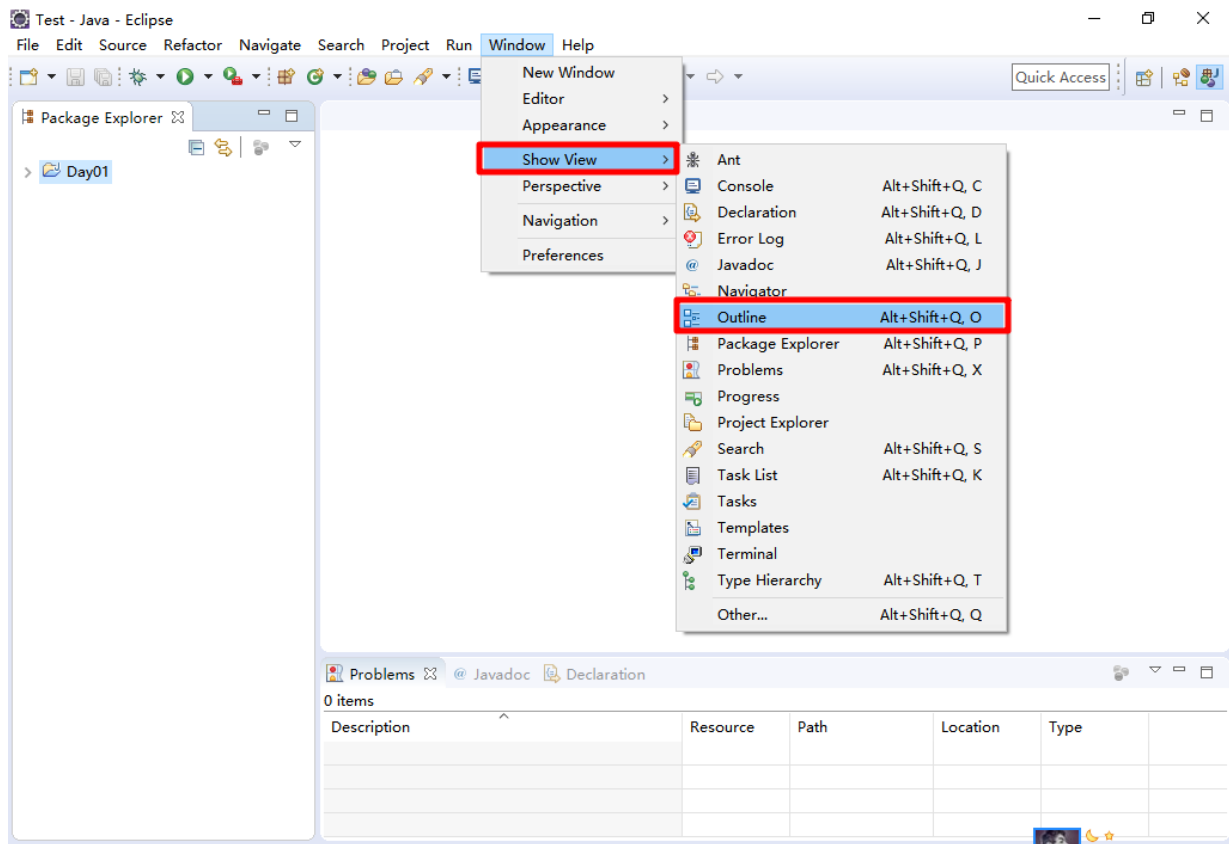 Test - Java - Eclipse
File Edit Source Refactor Navigate Search Project Run Window Help
Quick Access
New Window
Editor
Appearance
Show View
Perspective
Navigation
Preferences
Package Explorer
Day01
Ant
Console Alt+Shift+Q, C
Declaration Alt+Shift+Q, D
Error Log Alt+Shift+Q, L
Javadoc Alt+Shift+Q, J
Navigator
Outline Alt+Shift+Q, O
Package Explorer Alt+Shift+Q, P
Problems Alt+Shift+Q, X
Progress
Project Explorer
Search Alt+Shift+Q, S
Task List Alt+Shift+Q, K
Tasks
Templates
Terminal
Type Hierarchy Alt+Shift+Q, T
Other... Alt+Shift+Q, Q
Problems @ Javadoc Declaration
0 items
Description Resource Path Location Type